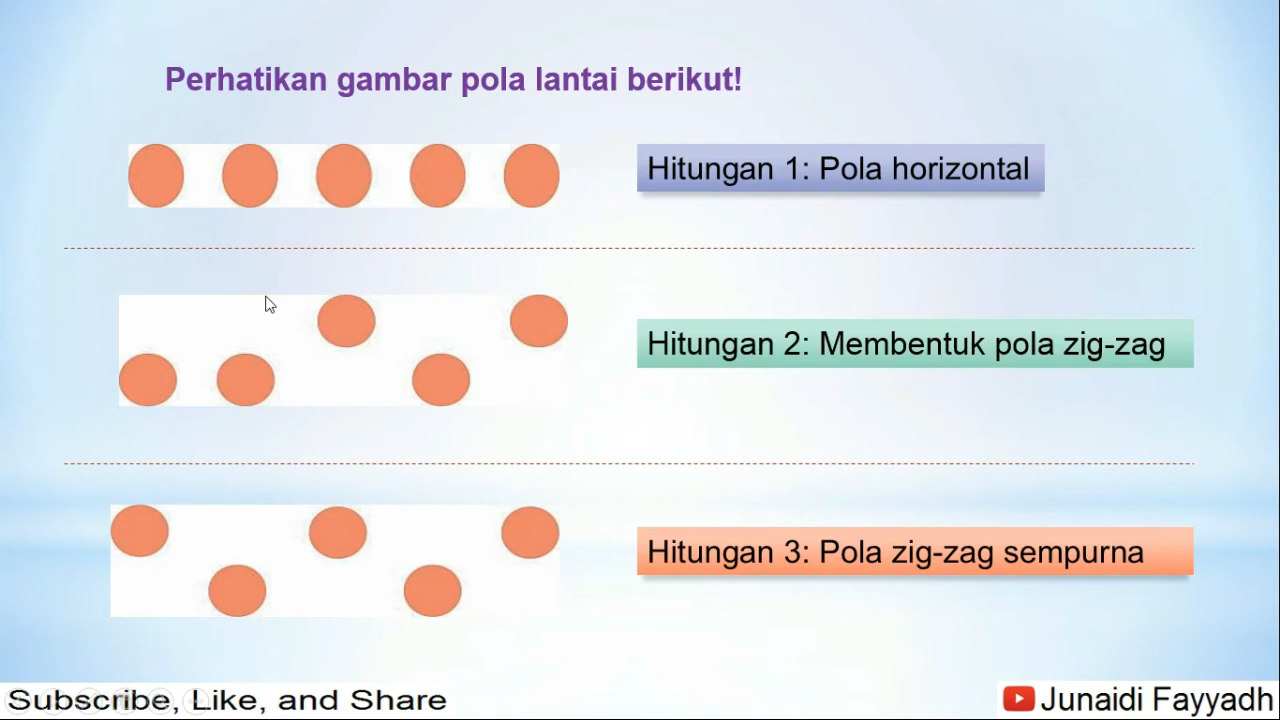 Perhatikan gambar pola lantai berikut!
Hitungan 1: Pola horizontal
Hitungan 2: Membentuk pola zig-zag
Hitungan 3: Pola zig-zag sempurna
Subscribe, Like, and Share
Junaidi Fayyadh